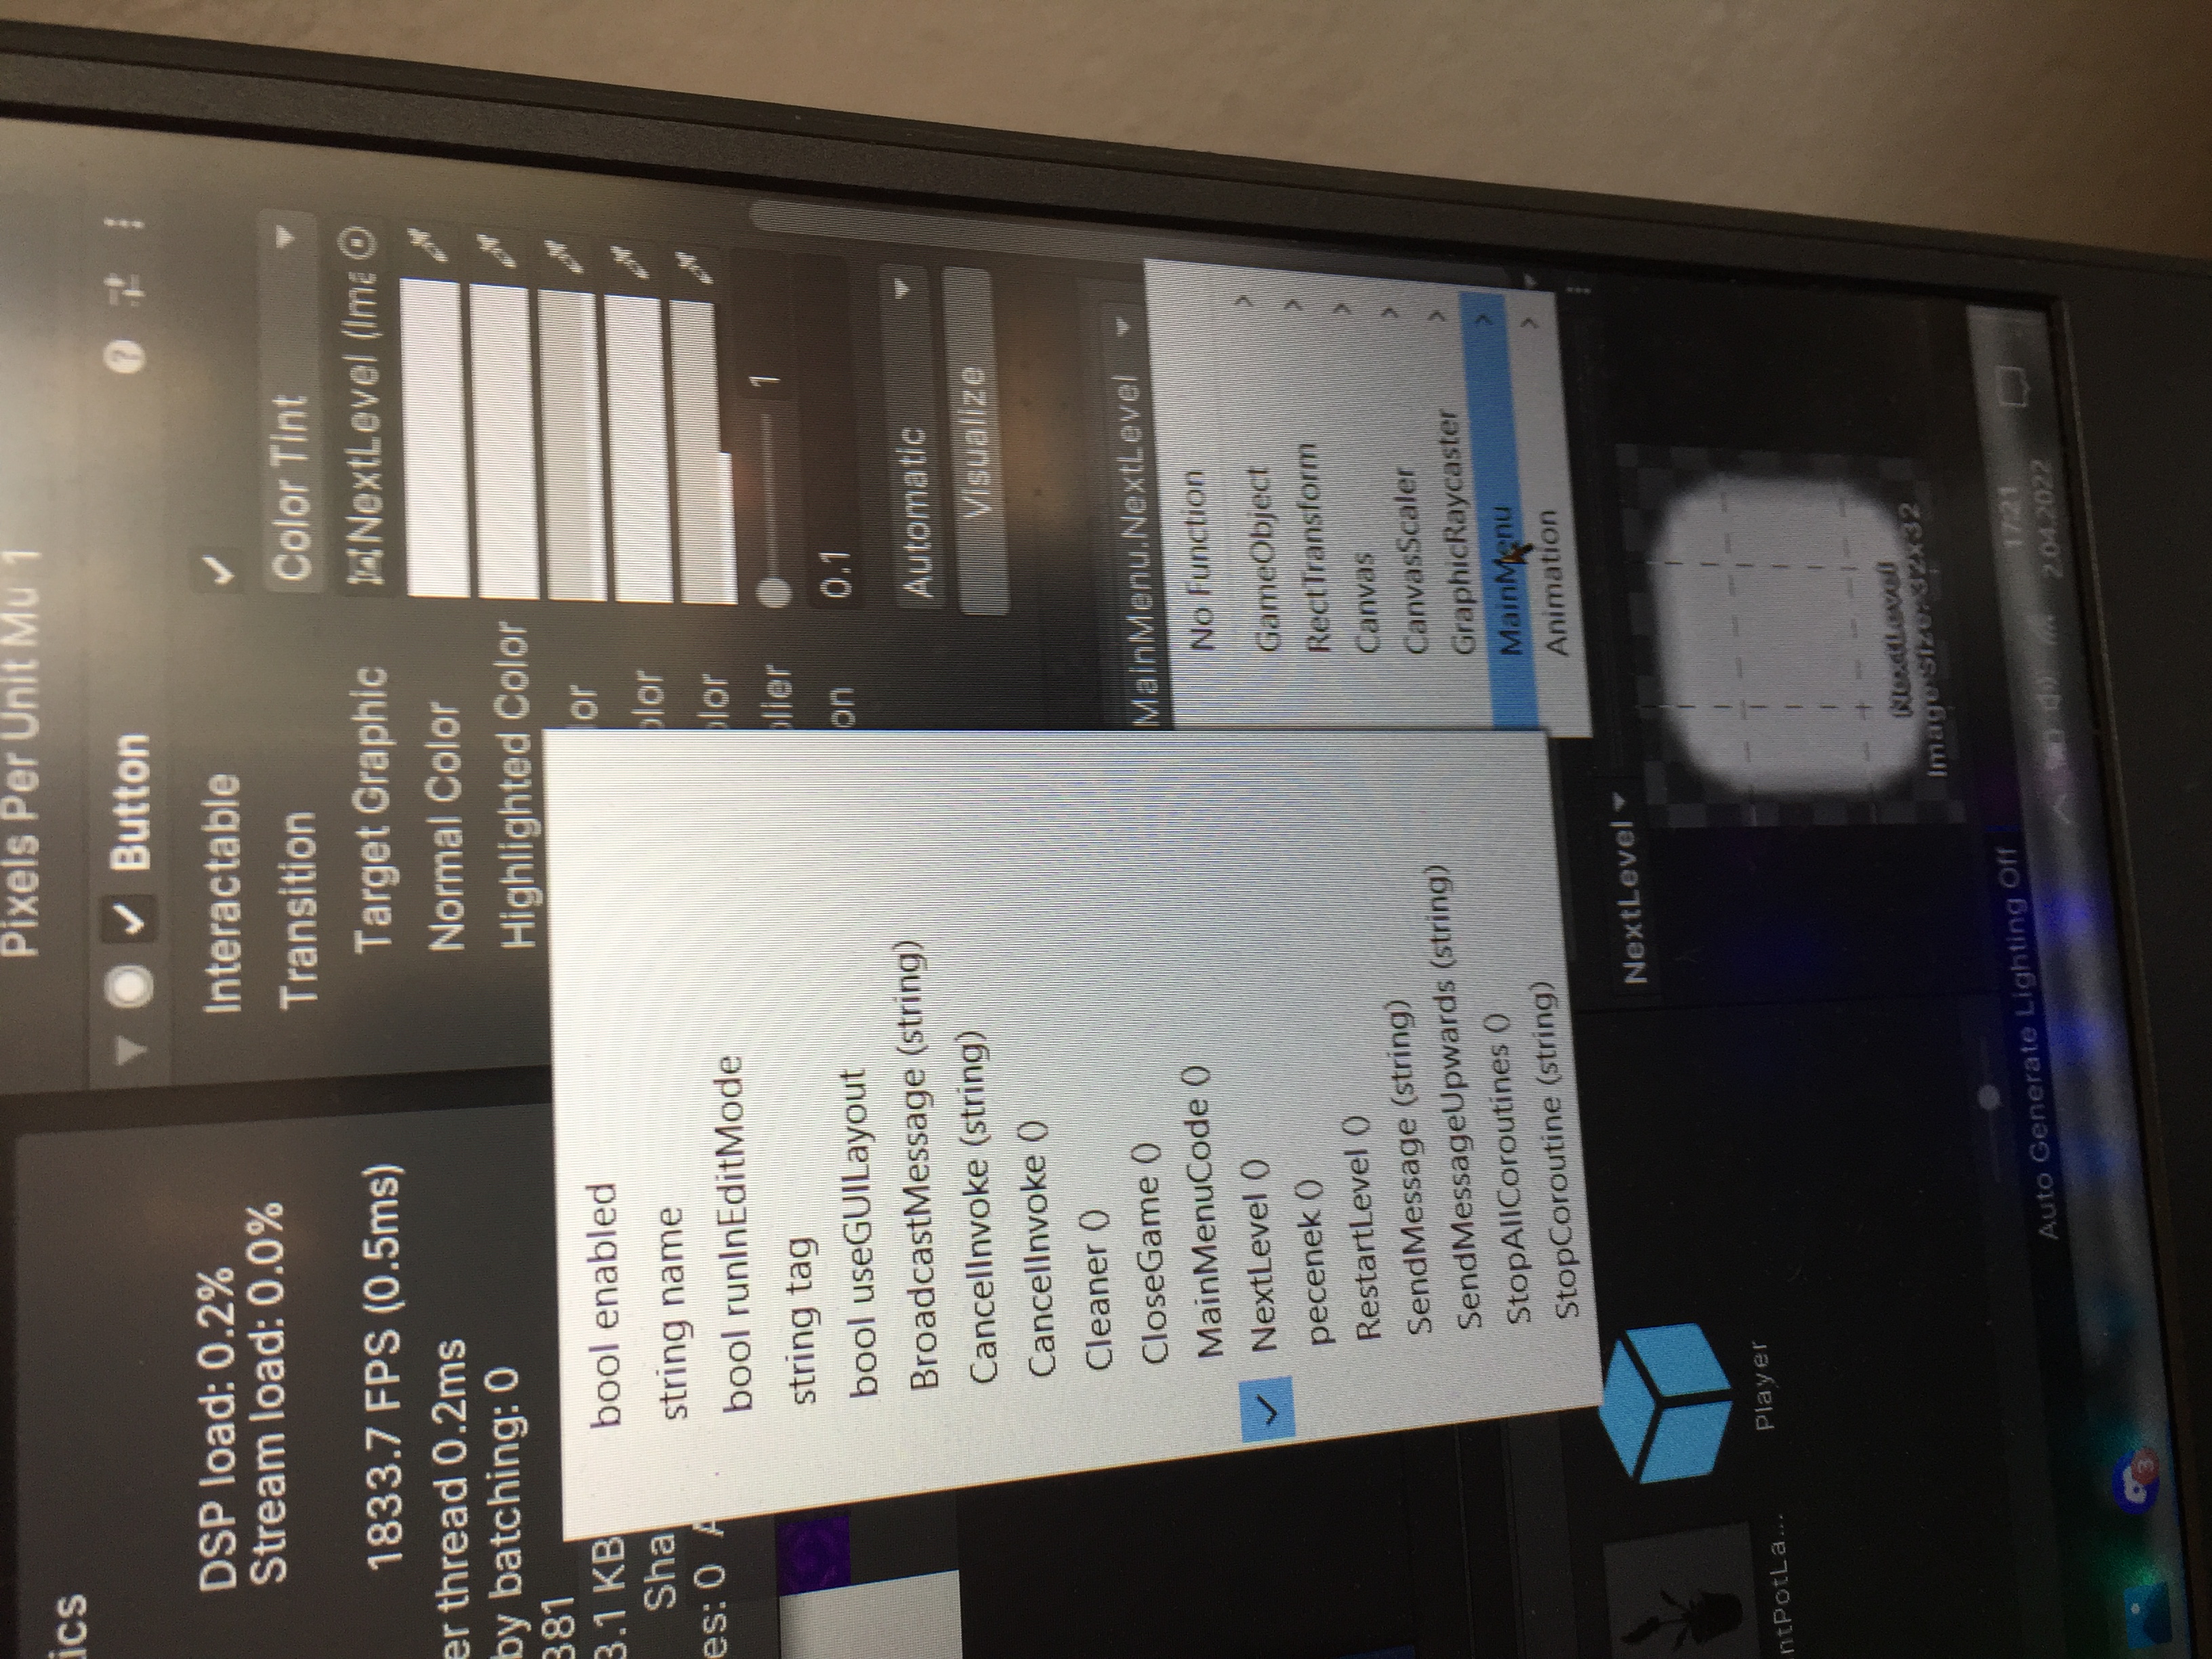 Pixels Per Unit Mu 1
ics
Button
DSP load: 0.2%
Stream load: 0.0%
Interactable
Transition
Color Tint
1833.7 FPS (0.5ms)
Target Graphic
NextLevel (Ima
er thread 0.2ms
Normal Color
by batching: 0
Highlighted Color
381
3.1 KB
Sha
es: 0 A
bool enabled
string name
bool runInEditMode
string tag
bool useGUILayout
BroadcastMessage (string)
CancelInvoke (string)
CancelInvoke ()
Cleaner ()
CloseGame ()
MainMenuCode ()
NextLevel ()
pecenek ()
RestartLevel ()
SendMessage (string)
SendMessageUpwards (string)
StopAllCoroutines ()
StopCoroutine (string)
or
olor
olor
plier
1
on
0.1
Automatic
Visualize
MainMenu.NextLevel
No Function
GameObject
RectTransform
Canvas
CanvasScaler
GraphicRaycaster
MainMenu
Animation
NextLevel
ntPotLa...
Player
NextLevel
Image Size: 32x32
Auto Generate Lighting Off
17:21
2.04.2022
3